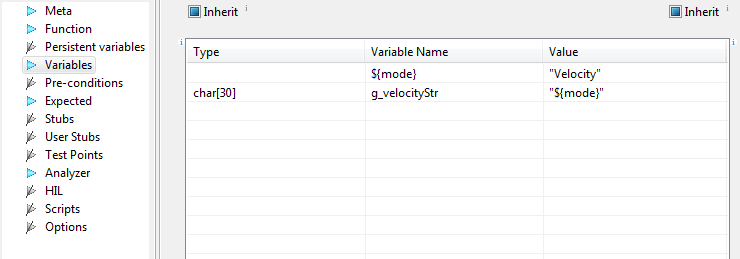 Meta
Function
Persistent variables
Variables
Pre-conditions
Expected
Stubs
User Stubs
Test Points
Analyzer
HIL
Scripts
Options
Inherit i Inherit i
i i
Type Variable Name Value
${mode} "Velocity"
char[30] g_velocityStr "${mode}"